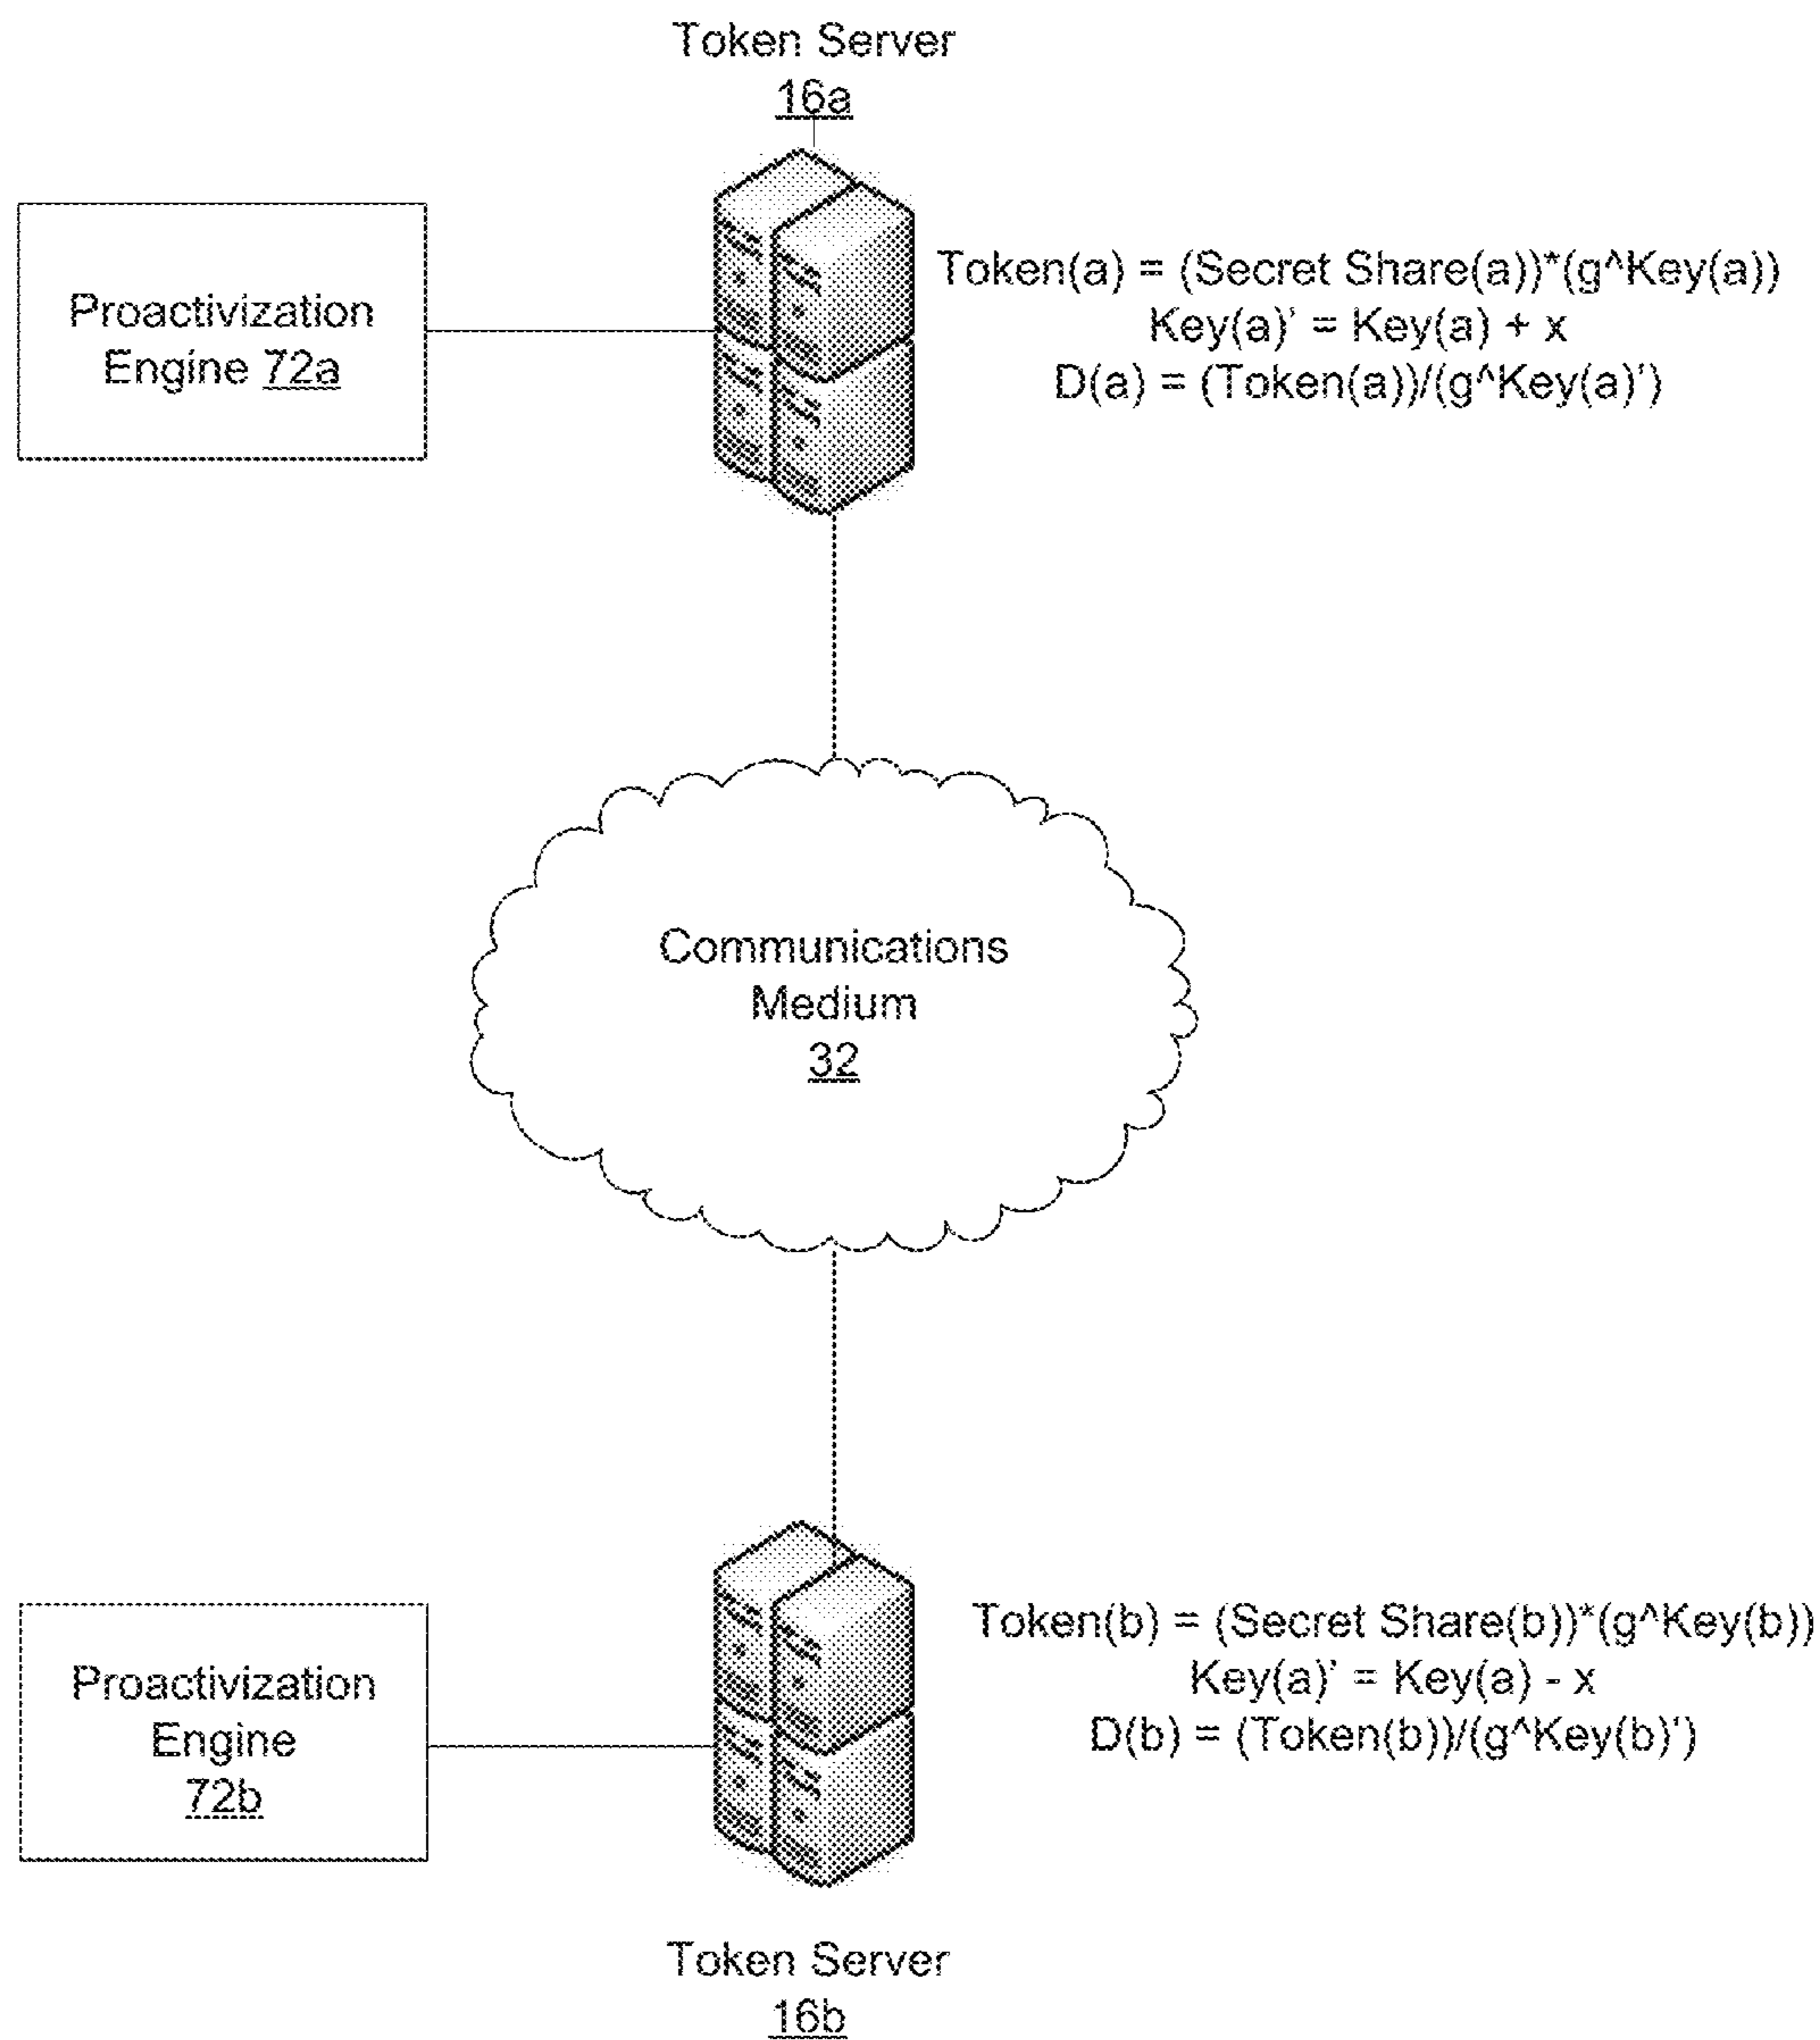 Token Server
16a
Proactivization
Engine 72a
Token(a) = (Secret Share(a))*(g^Key(a))
Key(a)' = Key(a) + x
D(a) = (Token(a))/(g^Key(a)')
Communications
Medium
32
Proactivization
Engine
72b
Token(b) = (Secret Share(b))*(g^Key(b))
Key(a)' = Key(a) - x
D(b) = (Token(b))/(g^Key(b)')
Token Server
16b